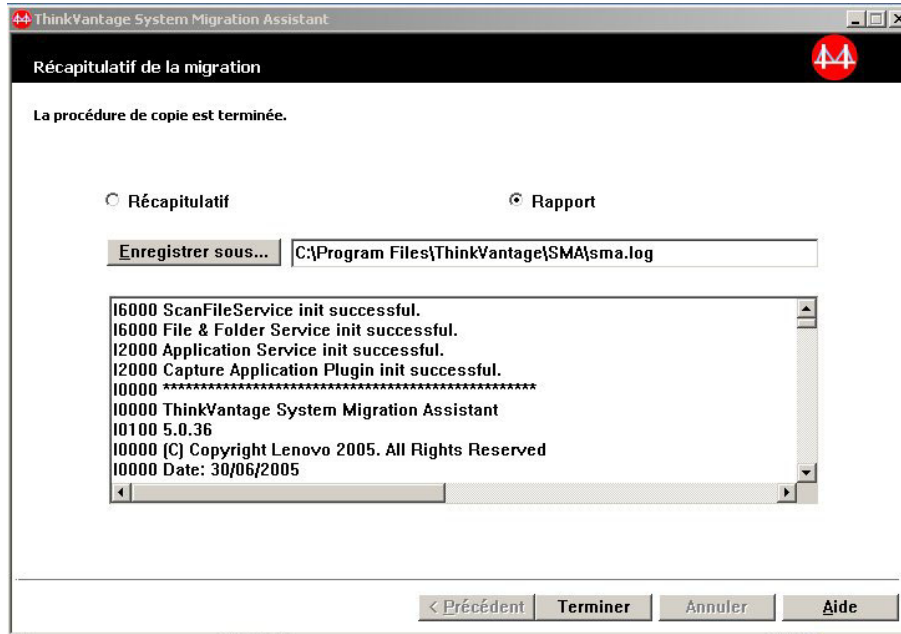 ThinkVantage System Migration Assistant
Récapitulatif de la migration
La procédure de copie est terminée.
Récapitulatif
Rapport
Enregistrer sous...
C:\Program Files\ThinkVantage\SMA\sma.log
I6000 ScanFileService init successful.
I6000 File & Folder Service init successful.
I2000 Application Service init successful.
I2000 Capture Application Plugin init successful.
I0000 **************************************************
I0000 ThinkVantage System Migration Assistant
I0100 5.0.36
I0000 (C) Copyright Lenovo 2005. All Rights Reserved
I0000 Date: 30/06/2005
< Précédent
Terminer
Annuler
Aide